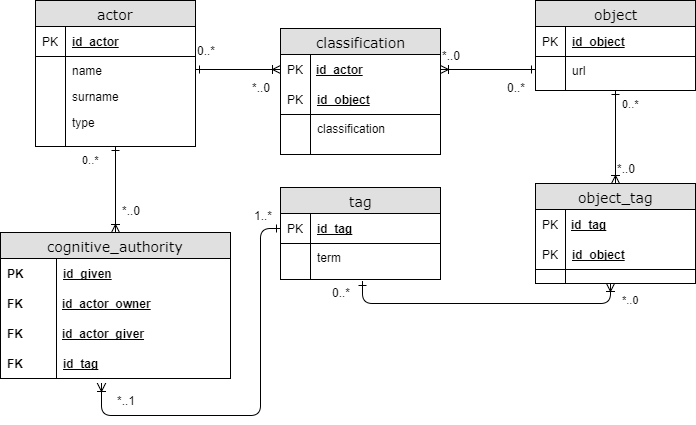 actor
PK id_actor
name
surname
type
0..*
*..0
classification
PK id_actor
PK id_object
classification
*..0
0..*
object
PK id_object
url
0..*
*..0
0..*
*..0
cognitive_authority
PK id_given
FK id_actor_owner
FK id_actor_giver
FK id_tag
1..*
*..1
tag
PK id_tag
term
0..*
*..0
object_tag
PK id_tag
PK id_object